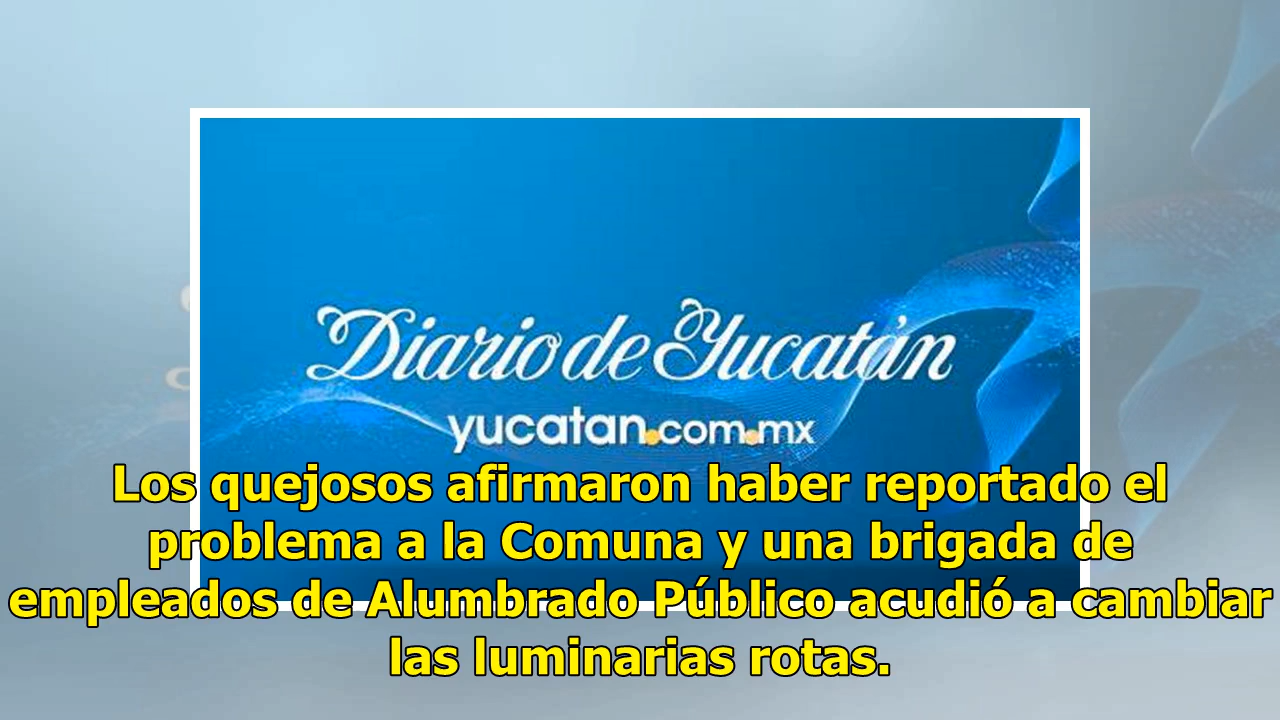 Diario de Yucatán
yucatan.com.mx
Los quejosos afirmaron haber reportado el
problema a la Comuna y una brigada de
empleados de Alumbrado Público acudió a cambiar
las luminarias rotas.